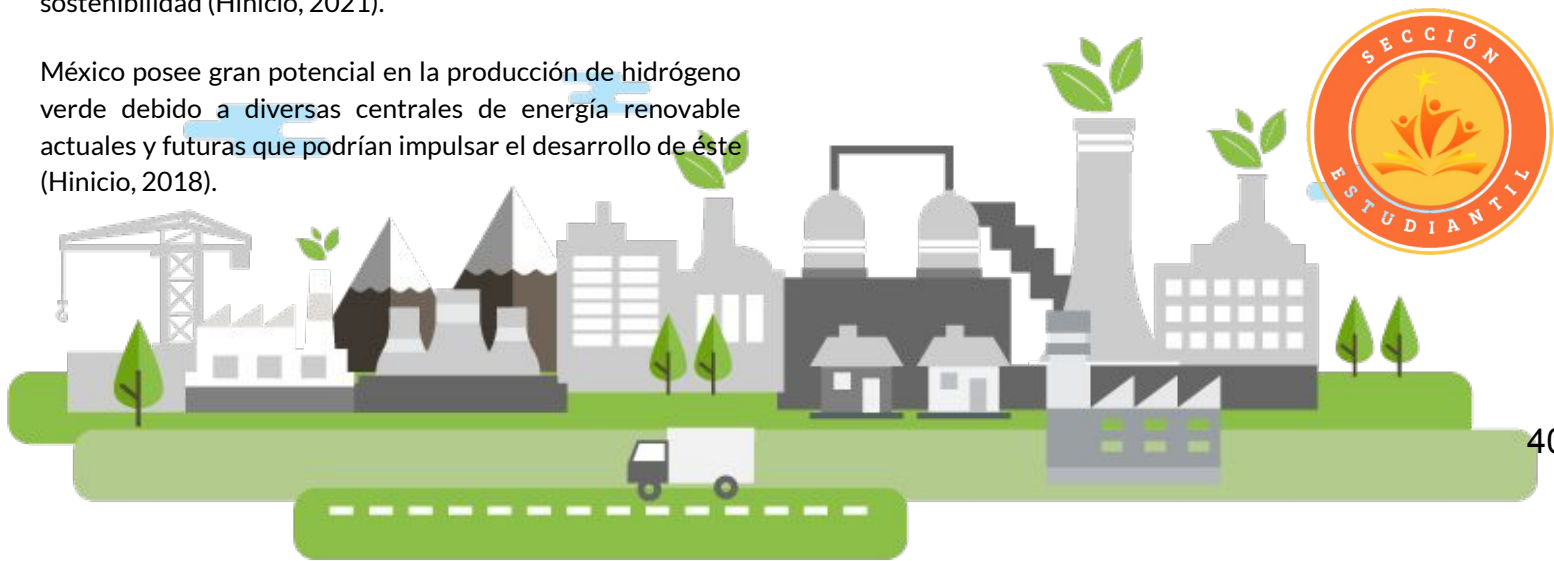 sostenibilidad (Hinicio, 2021).
México posee gran potencial en la producción de hidrógeno
verde debido a diversas centrales de energía renovable
actuales y futuras que podrían impulsar el desarrollo de éste
(Hinicio, 2018).
SECCIÓN
ESTUDIANTIL
40